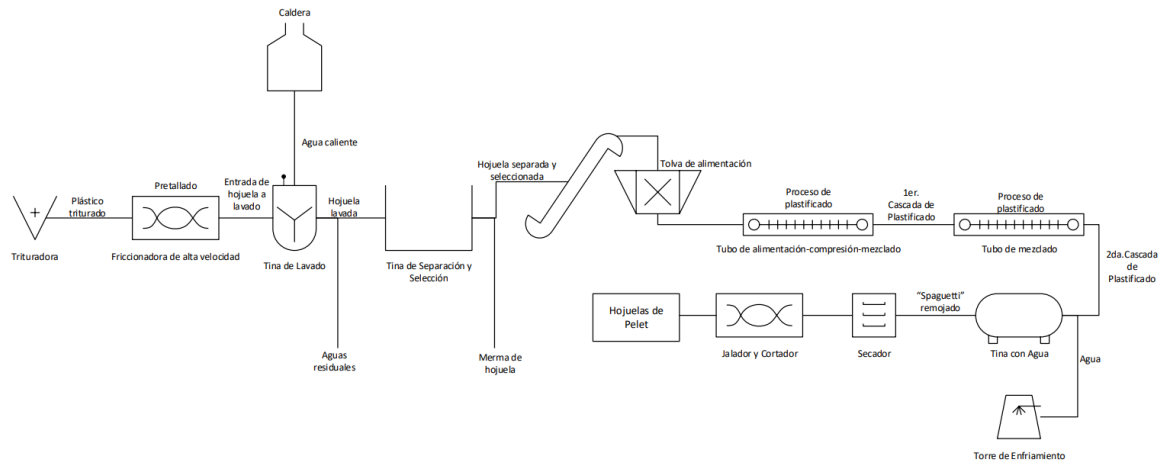 Caldera
Agua caliente
Plástico
triturado
Pretallado
Entrada de
hojuela a
lavado
Hojuela
lavada
Hojuela separada y
seleccionada
Tolva de alimentación
Proceso de
plastificado
1er.
Cascada de
Plastificado
Proceso de
plastificado
Trituradora
Friccionadora de alta velocidad
Tina de Lavado
Tina de Separación y
Selección
Tubo de alimentación-compresión-mezclado
Tubo de mezclado
2da.Cascada
de
Plastificado
Hojuelas de
Pelet
"Spaguetti"
remojado
Jalador y Cortador
Secador
Tina con Agua
Aguas
residuales
Merma de
hojuela
Agua
Torre de Enfriamiento